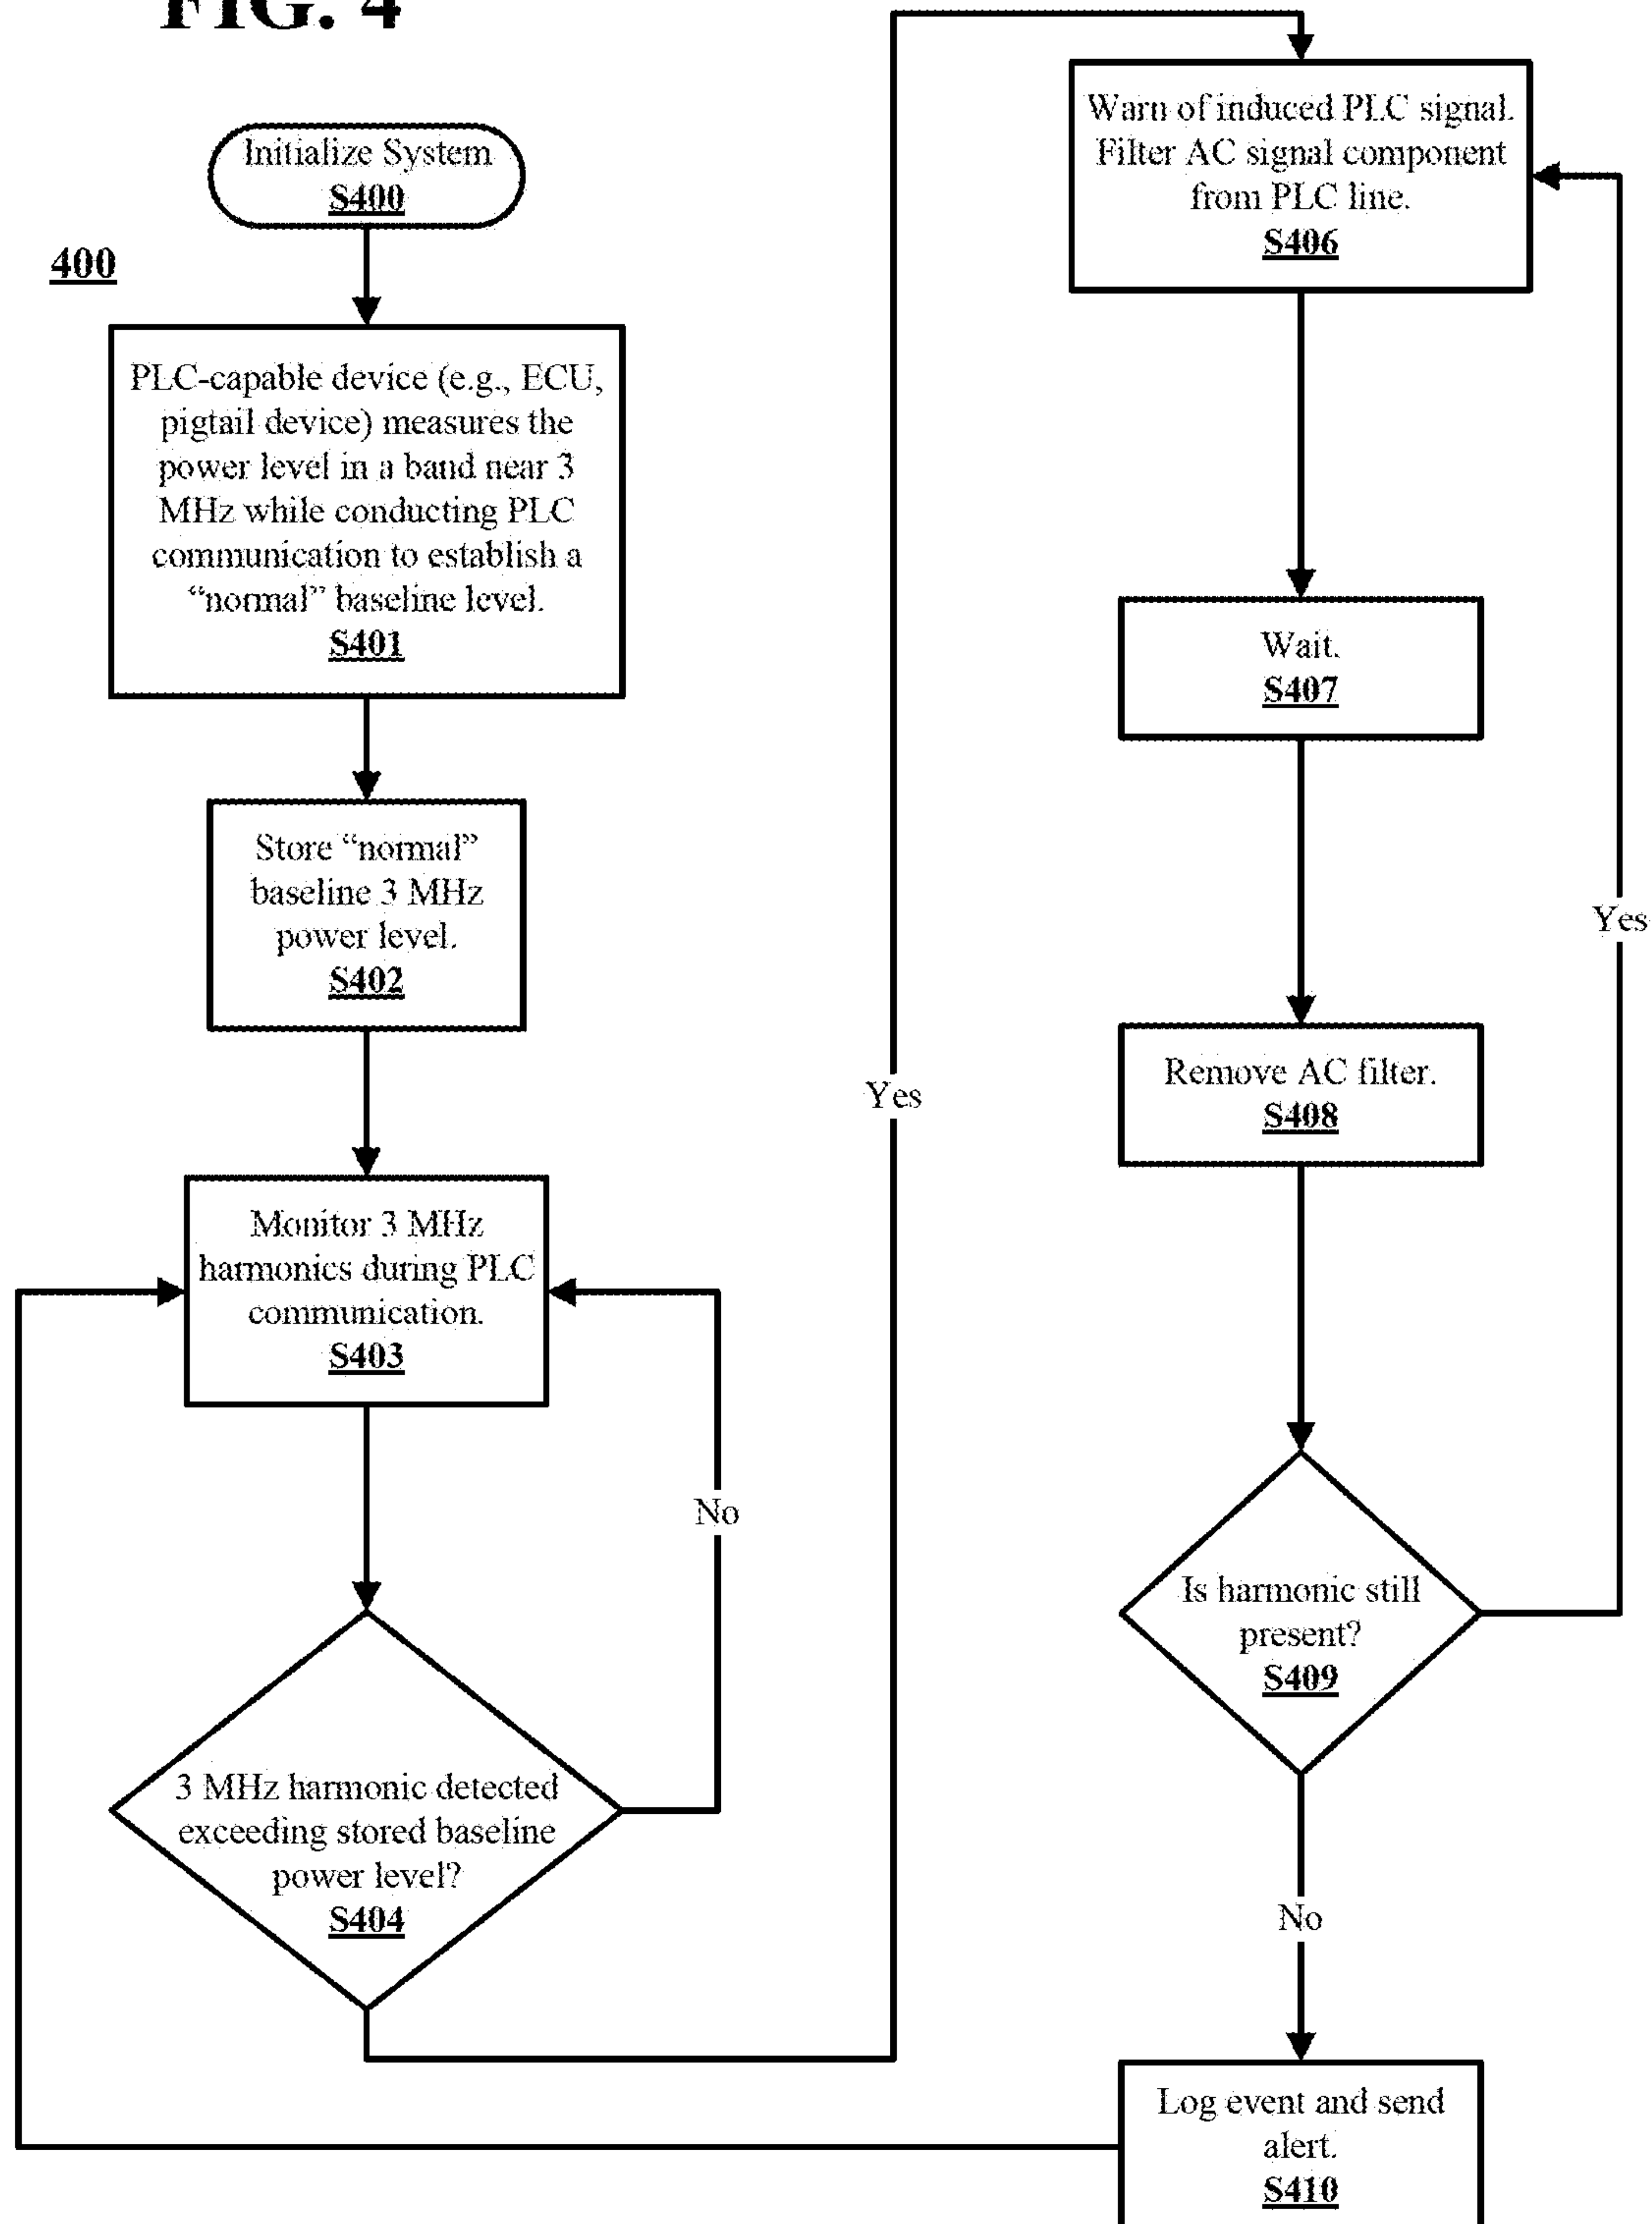 FIG. 4
Initialize System
S400
400
PLC-capable device (e.g., ECU,
pigtail device) measures the
power level in a band near 3
MHz while conducting PLC
communication to establish a
“normal” baseline level.
S401
Store “normal”
baseline 3 MHz
power level.
S402
Monitor 3 MHz
harmonics during PLC
communication.
S403
No
3 MHz harmonic detected
exceeding stored baseline
power level?
S404
Yes
Warn of induced PLC signal.
Filter AC signal component
from PLC line.
S406
Wait.
S407
Yes
Remove AC filter.
S408
Is harmonic still
present?
S409
No
Log event and send
alert.
S410